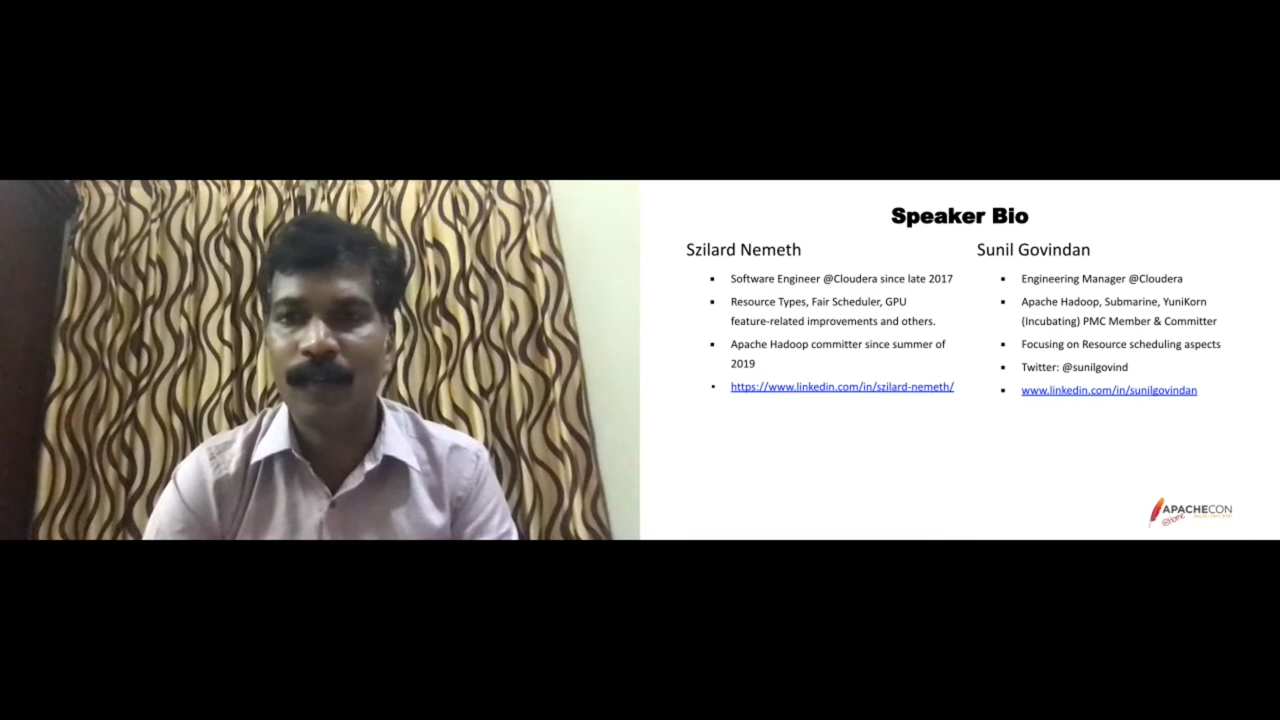 Speaker Bio
Szilard Nemeth
▪ Software Engineer @Cloudera since late 2017
▪ Resource Types, Fair Scheduler, GPU
feature-related improvements and others.
▪ Apache Hadoop committer since summer of
2019
▪ https://www.linkedin.com/in/szilard-nemeth/
Sunil Govindan
▪ Engineering Manager @Cloudera
▪ Apache Hadoop, Submarine, YuniKorn
(Incubating) PMC Member & Committer
▪ Focusing on Resource scheduling aspects
▪ Twitter: @sunilgovind
▪ www.linkedin.com/in/sunilgovindan
APACHECON
@home